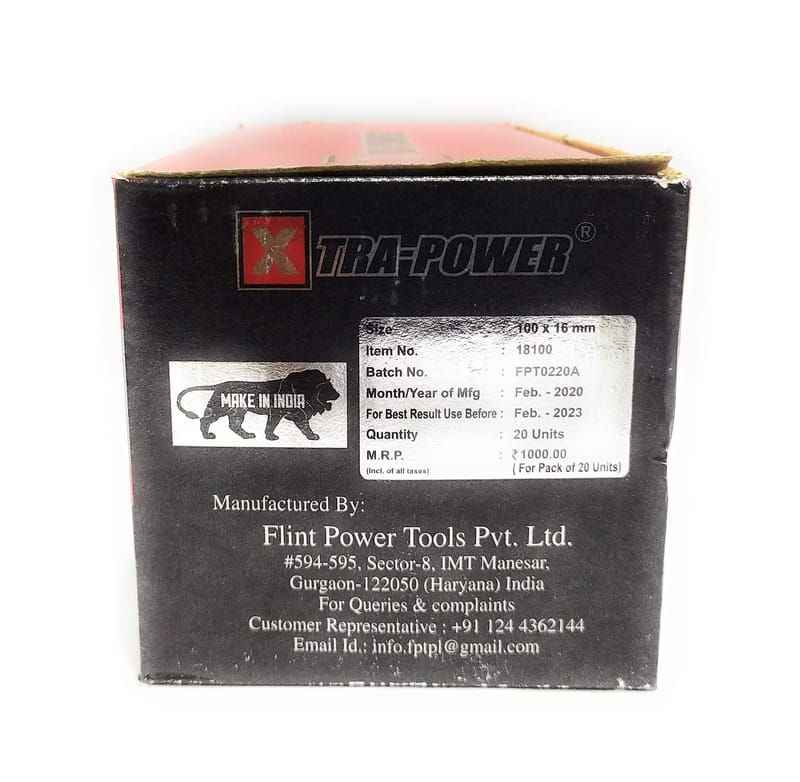 X TRA-POWER®
Size : 100 x 16 mm
Item No. : 18100
Batch No. : FPT0220A
Month/Year of Mfg : Feb. - 2020
For Best Result Use Before : Feb. - 2023
Quantity : 20 Units
M.R.P. : ₹ 1000.00
(Incl. of all taxes) ( For Pack of 20 Units)
MAKE IN INDIA
Manufactured By:
Flint Power Tools Pvt. Ltd.
#594-595, Sector-8, IMT Manesar,
Gurgaon-122050 (Haryana) India
For Queries & complaints
Customer Representative : +91 124 4362144
Email Id.: info.fptpl@gmail.com